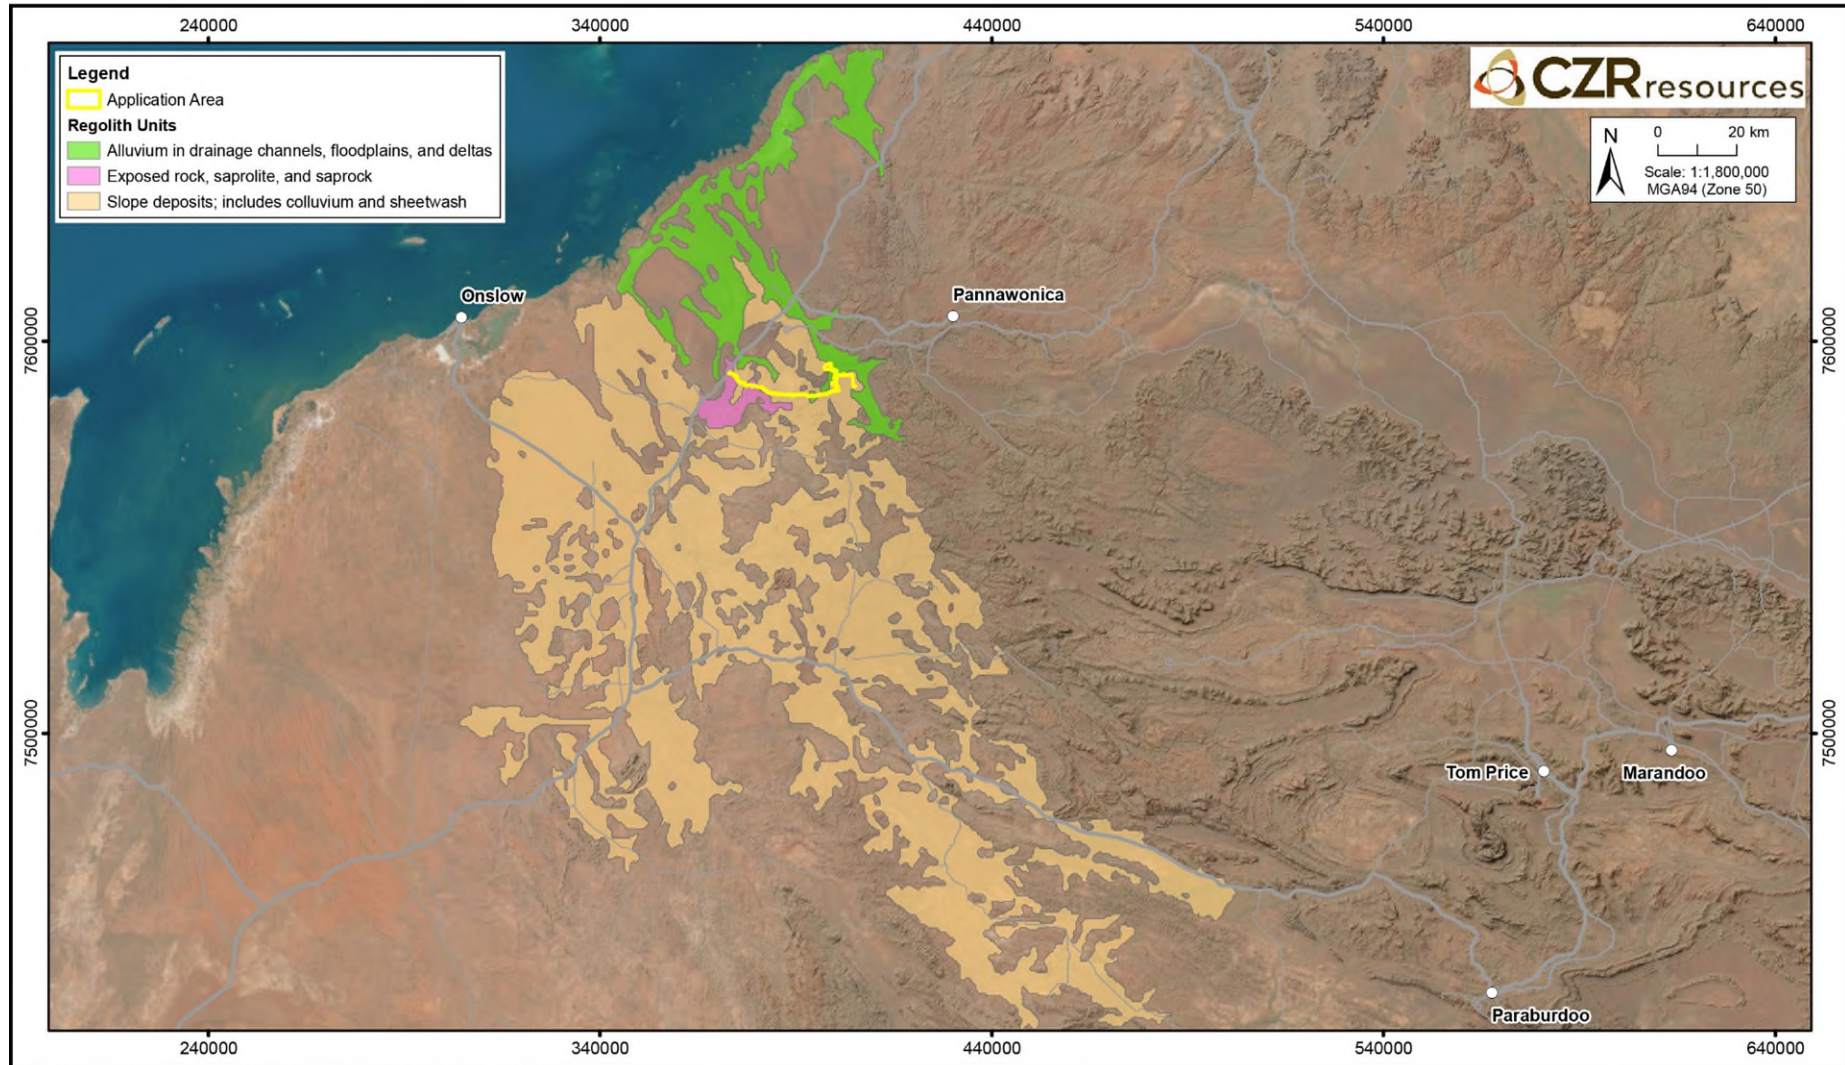 240000
340000
440000
540000
640000
Legend
Application Area
Regolith Units
Alluvium in drainage channels, floodplains, and deltas
Exposed rock, saprolite, and saprock
Slope deposits; includes colluvium and sheetwash
CZR resources
N
0 20 km
Scale: 1:1,800,000
MGA94 (Zone 50)
Onslow
Pannawonica
7600000
7600000
7500000
7500000
Tom Price
Marandoo
Paraburdoo
240000
340000
440000
540000
640000